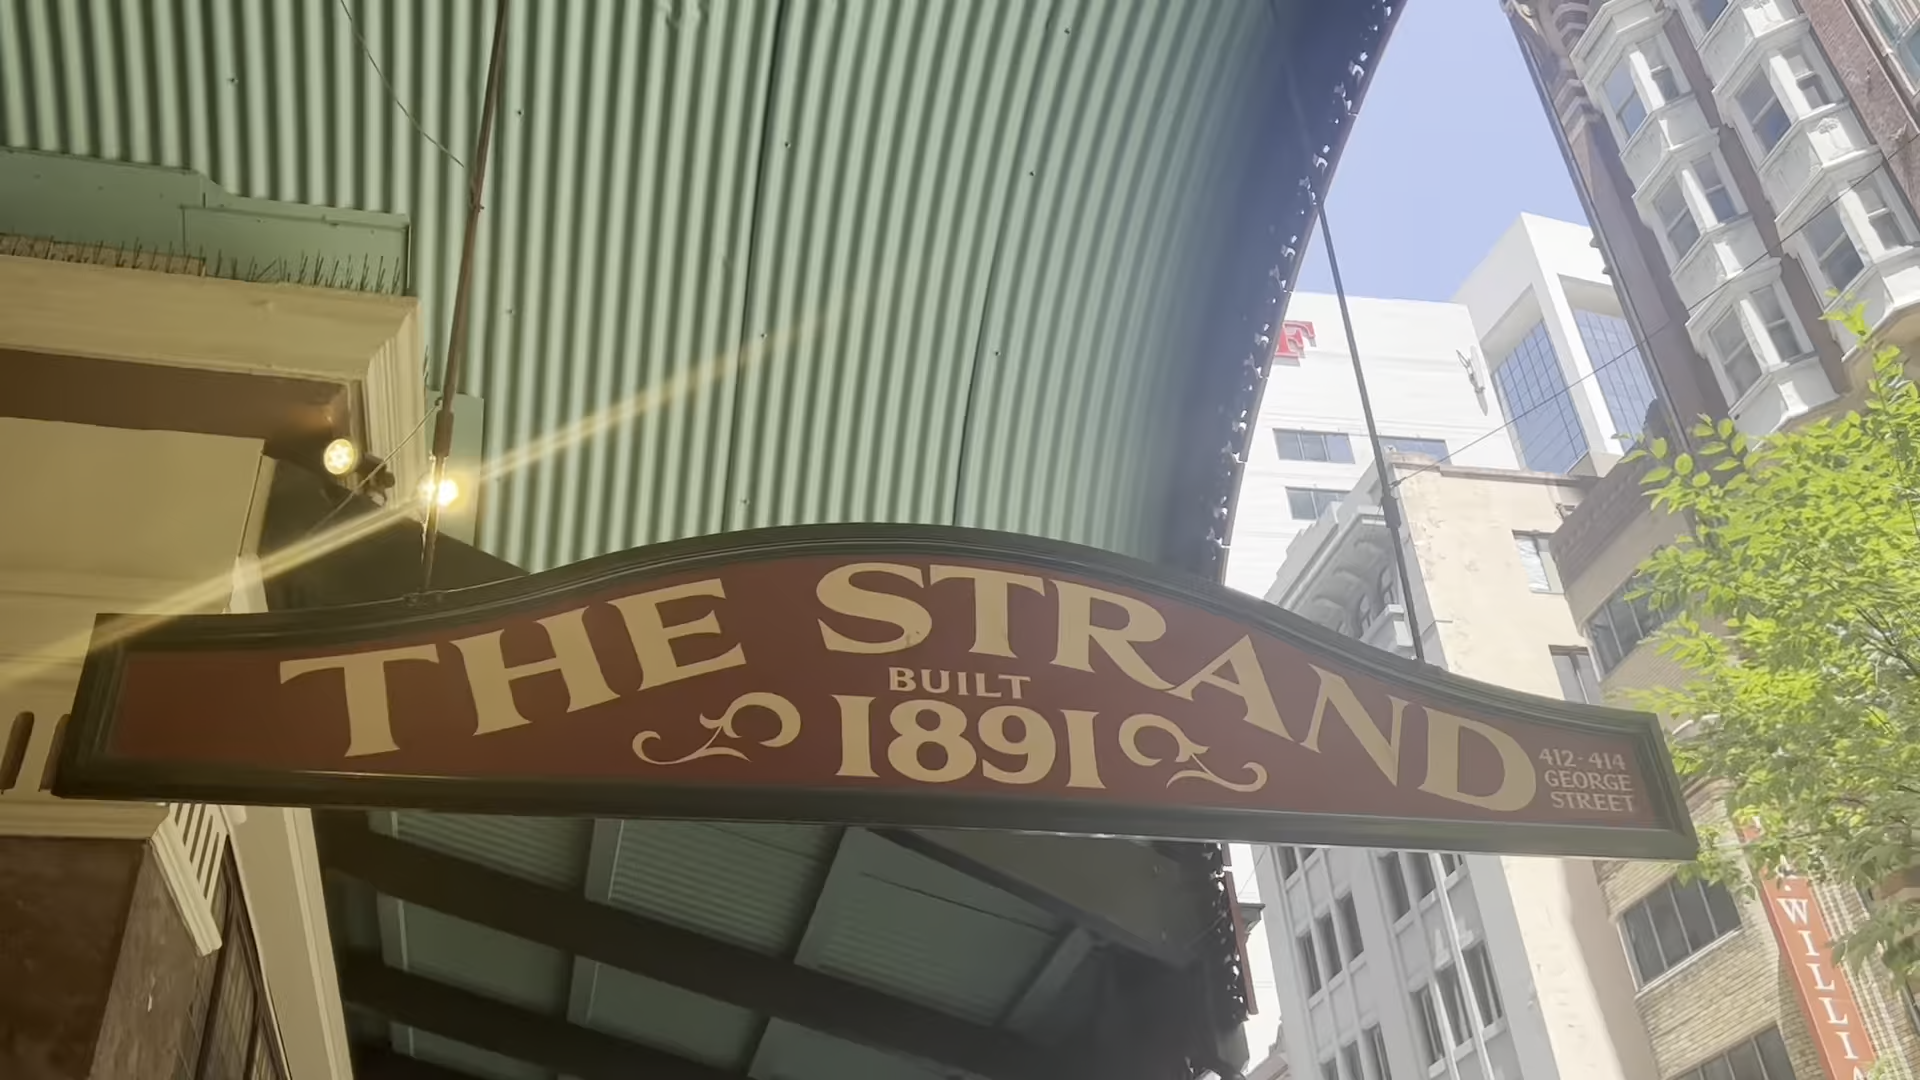 THE STRAND
BUILT
1891
412-414
GEORGE
STREET
F